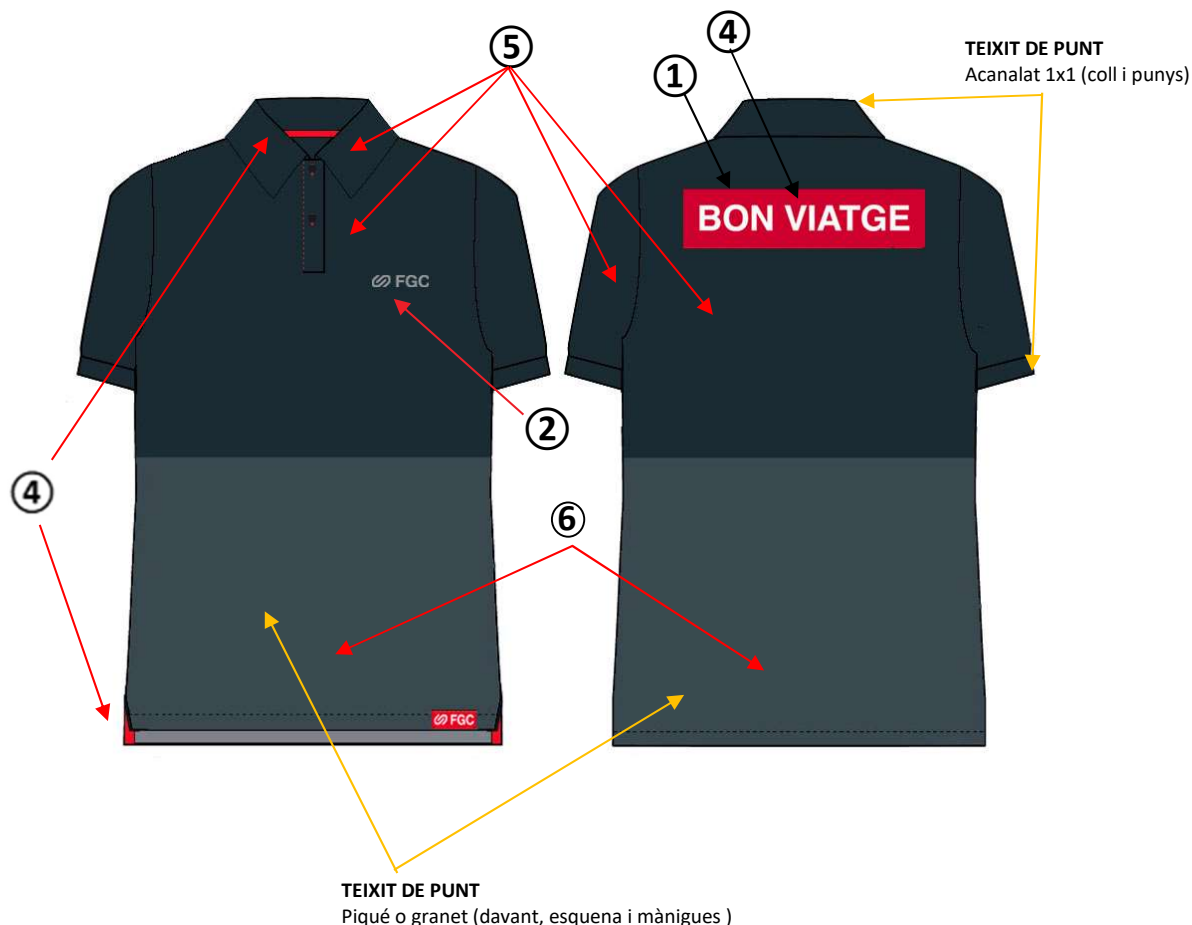 ⑤
④
①
TEIXIT DE PUNT
Acanalat 1x1 (coll i punys)
BON VIATGE
FGC
②
④
⑥
FGC
TEIXIT DE PUNT
Piqué o granet (davant, esquena i mànigues )